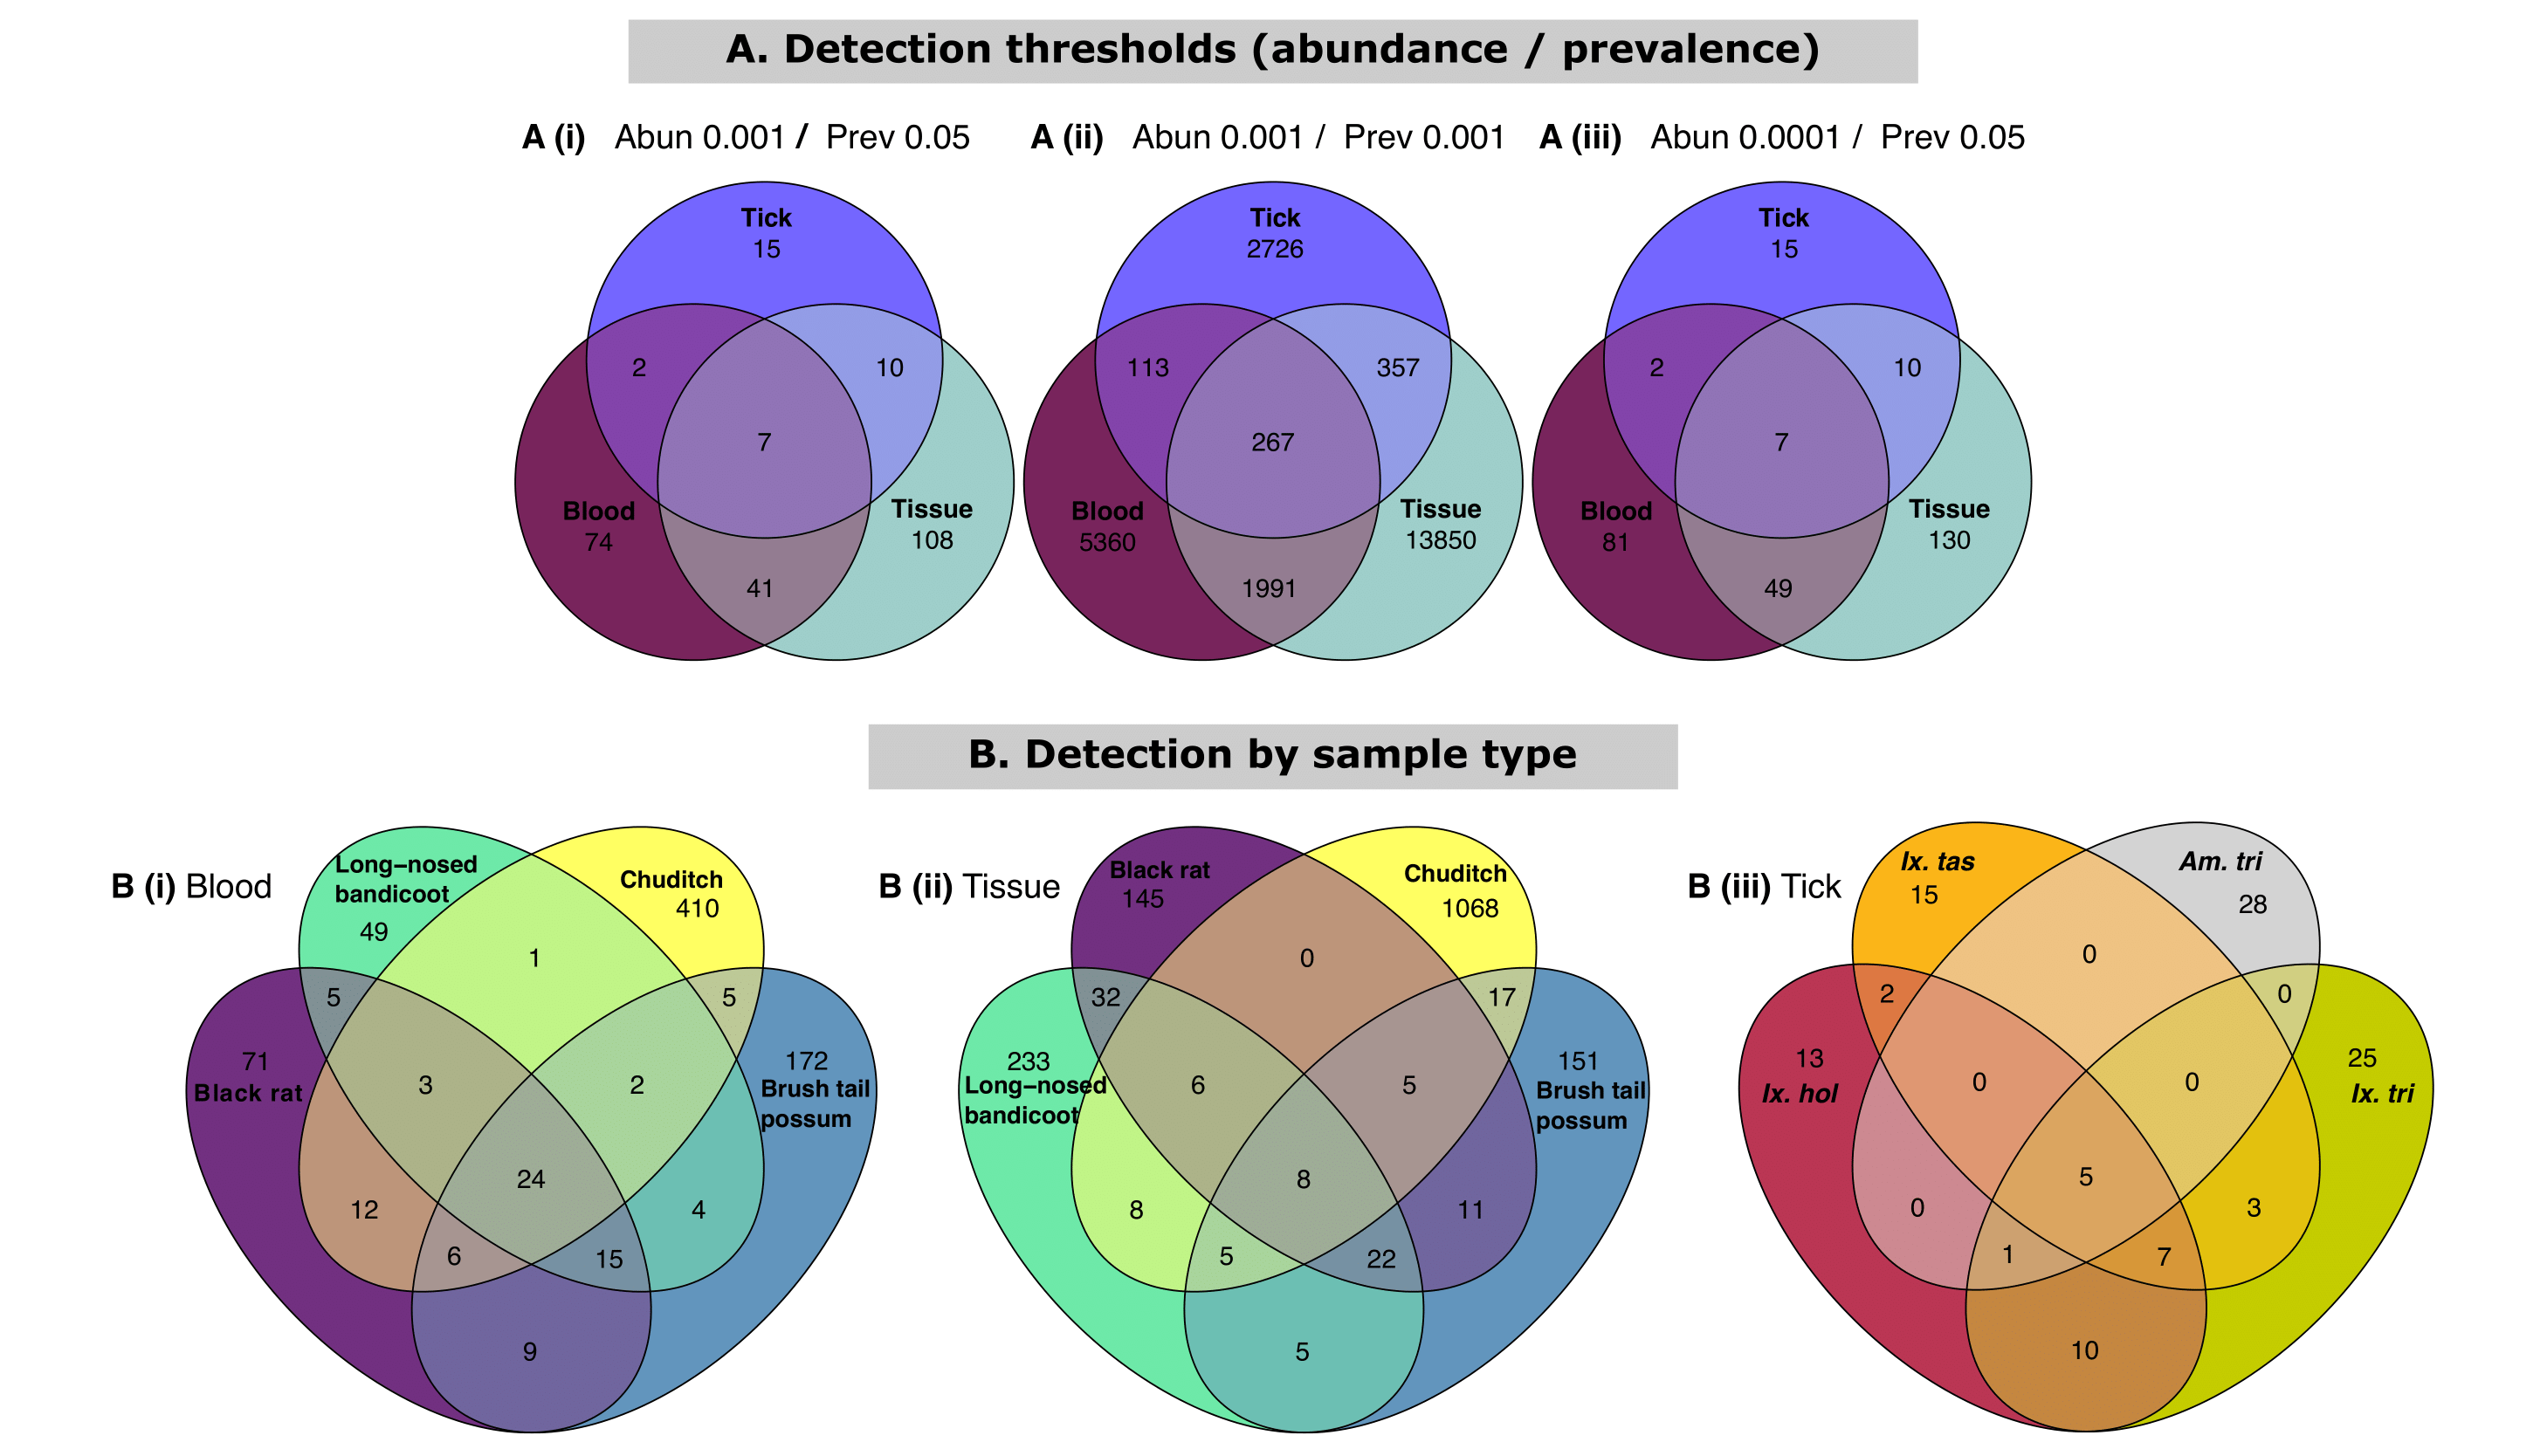 A. Detection thresholds (abundance / prevalence)
A (i) Abun 0.001 / Prev 0.05
A (ii) Abun 0.001 / Prev 0.001
A (iii) Abun 0.0001 / Prev 0.05
Tick
15
2
10
7
Blood
74
Tissue
108
41
Tick
2726
113
357
267
Blood
5360
Tissue
13850
1991
Tick
15
2
10
7
Blood
81
Tissue
130
49
B. Detection by sample type
B (i) Blood
Long–nosed
bandicoot
49
Chuditch
410
1
5
5
71
Black rat
172
Brush tail
possum
3
2
24
12
4
6
15
9
B (ii) Tissue
Black rat
145
Chuditch
1068
0
32
17
233
Long–nosed
bandicoot
151
Brush tail
possum
6
5
8
8
11
5
22
5
B (iii) Tick
Ix. tas
15
Am. tri
28
0
2
0
13
Ix. hol
25
Ix. tri
0
0
5
0
3
1
7
10